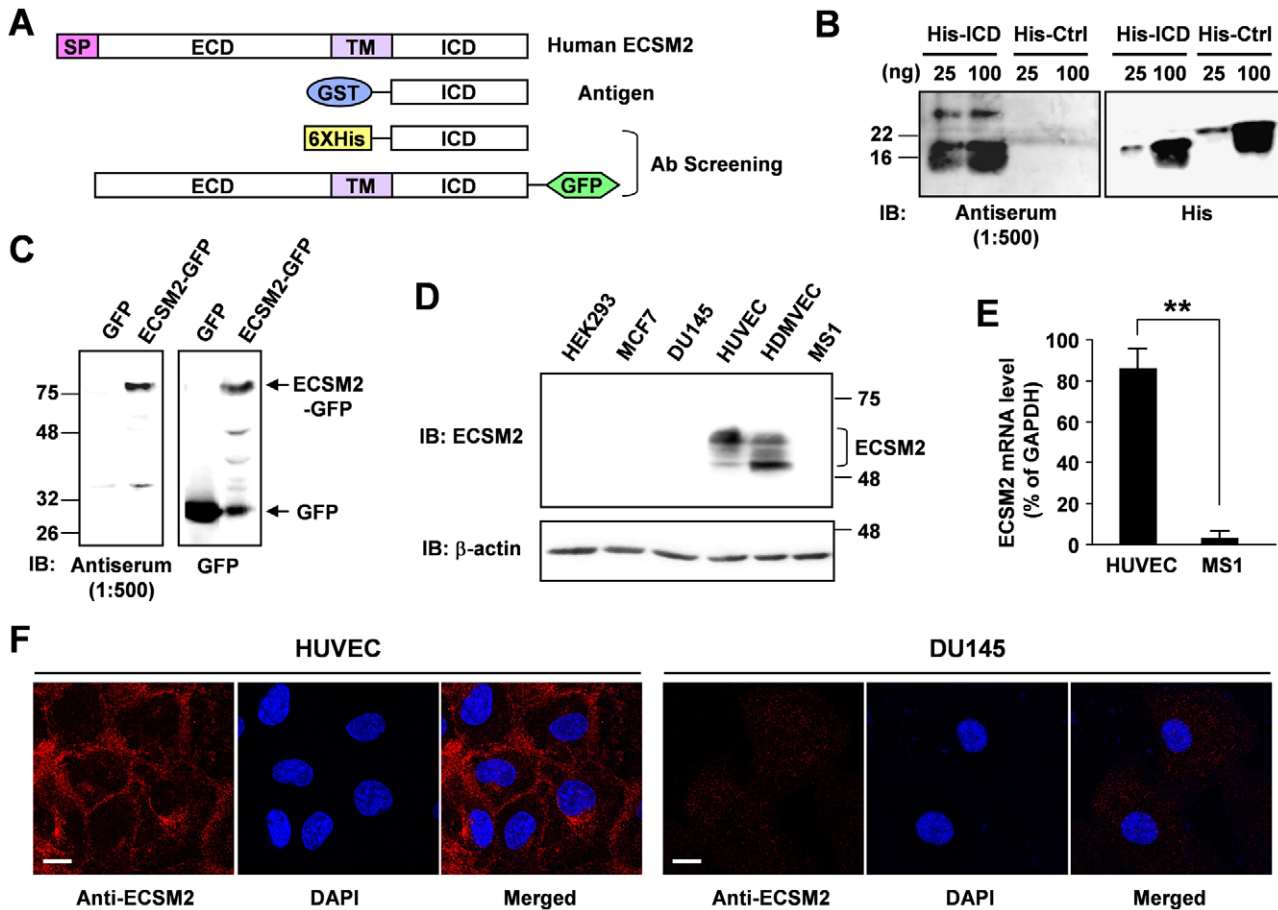 A
SP ECD TM ICD Human ECSM2
GST ICD Antigen
6XHis ICD
Ab Screening
ECD TM ICD GFP
B
His-ICD His-Ctrl His-ICD His-Ctrl
(ng) 25 100 25 100 25 100 25 100
22
16
IB: Antiserum (1:500) His
C
GFP ECSM2-GFP GFP ECSM2-GFP
75
48
32
26
ECSM2
-GFP
GFP
IB: Antiserum (1:500) GFP
D
HEK293 MCF7 DU145 HUVEC HDMVEC MS1
IB: ECSM2
75
ECSM2
48
IB: β-actin
48
E
ECSM2 mRNA level
(% of GAPDH)
100
80
60
40
20
0
**
HUVEC MS1
F
HUVEC DU145
Anti-ECSM2 DAPI Merged Anti-ECSM2 DAPI Merged